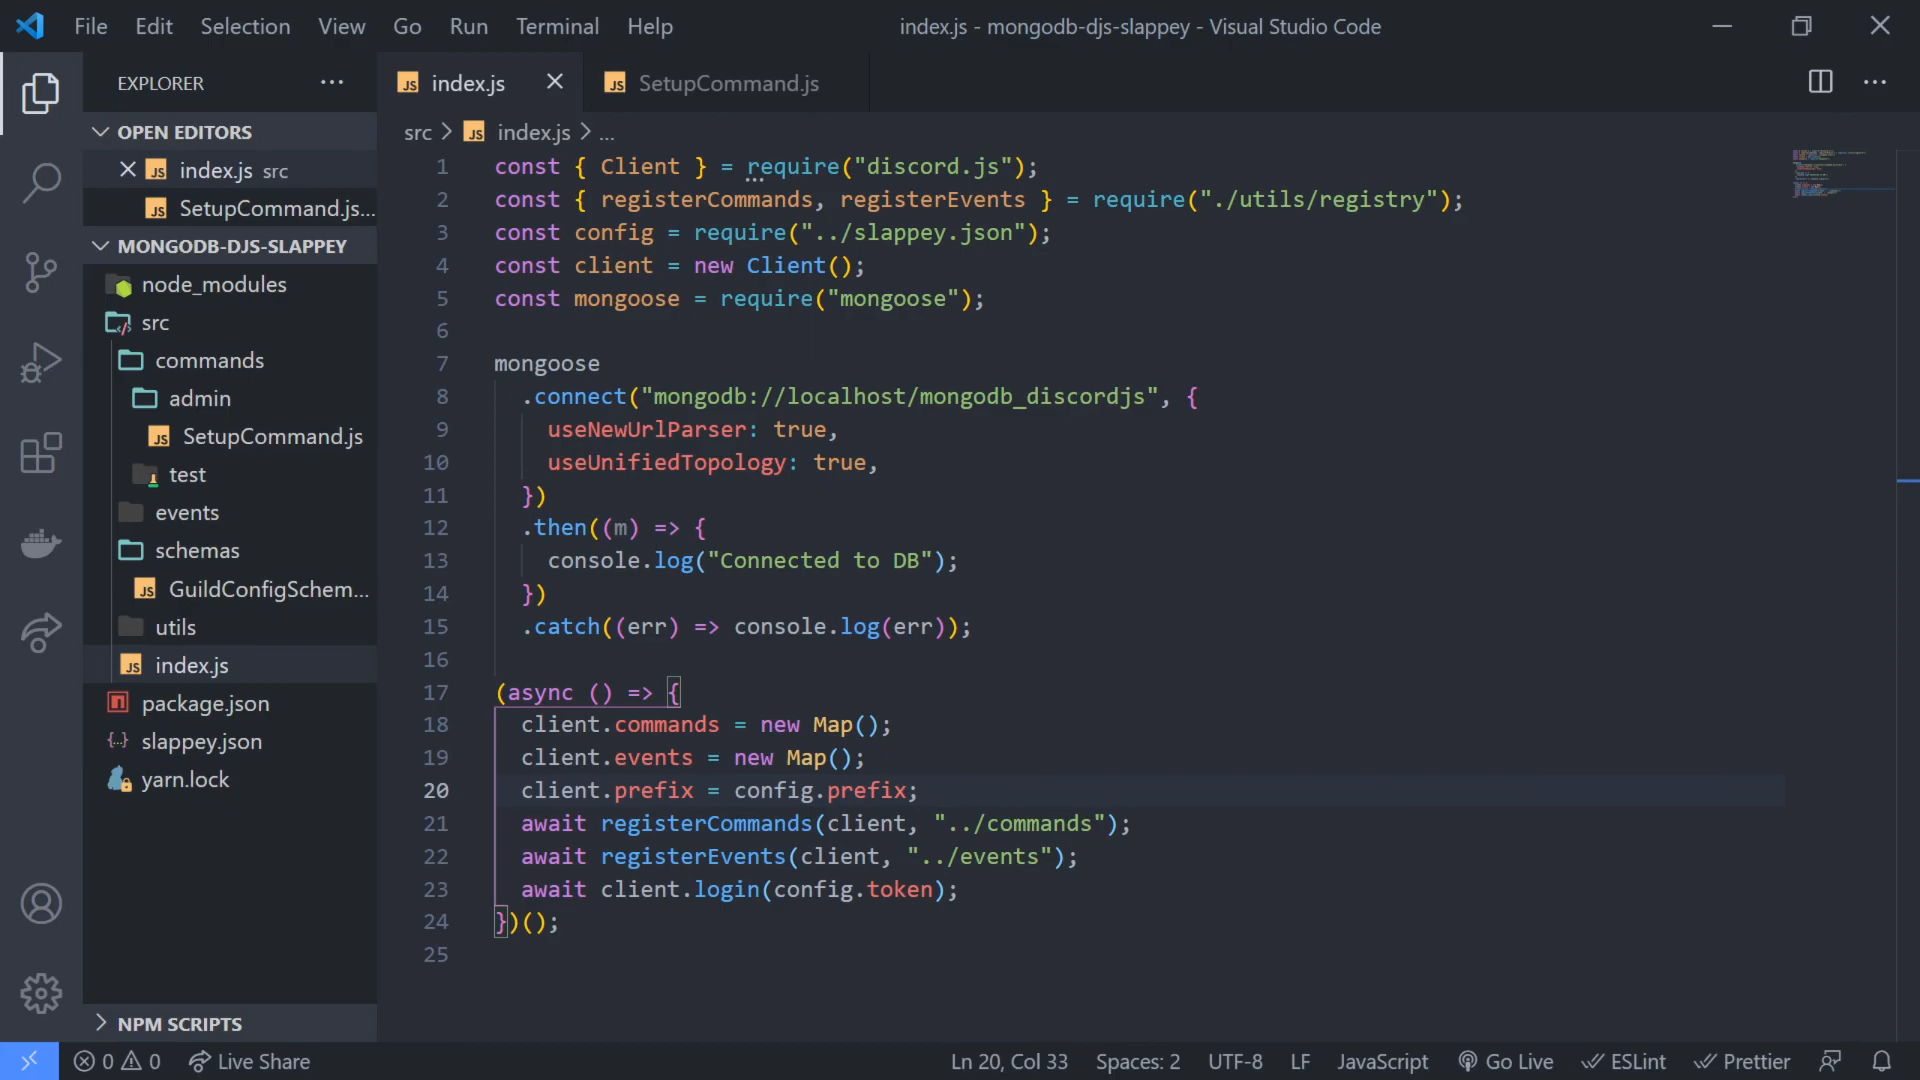 File Edit Selection View Go Run Terminal Help
index.js - mongodb-djs-slappey - Visual Studio Code
EXPLORER
OPEN EDITORS
index.js src
SetupCommand.js...
MONGODB-DJS-SLAPPEY
node_modules
src
commands
admin
SetupCommand.js
test
events
schemas
GuildConfigSchem...
utils
index.js
package.json
slappey.json
yarn.lock
NPM SCRIPTS
index.js SetupCommand.js
src > index.js > ...
1 const { Client } = require("discord.js");
2 const { registerCommands, registerEvents } = require("./utils/registry");
3 const config = require("../slappey.json");
4 const client = new Client();
5 const mongoose = require("mongoose");
6
7 mongoose
8 .connect("mongodb://localhost/mongodb_discordjs", {
9 useNewUrlParser: true,
10 useUnifiedTopology: true,
11 })
12 .then((m) => {
13 console.log("Connected to DB");
14 })
15 .catch((err) => console.log(err));
16
17 (async () => {
18 client.commands = new Map();
19 client.events = new Map();
20 client.prefix = config.prefix;
21 await registerCommands(client, "../commands");
22 await registerEvents(client, "../events");
23 await client.login(config.token);
24 })();
25
0 0 Live Share Ln 20, Col 33 Spaces: 2 UTF-8 LF JavaScript Go Live ESLint Prettier